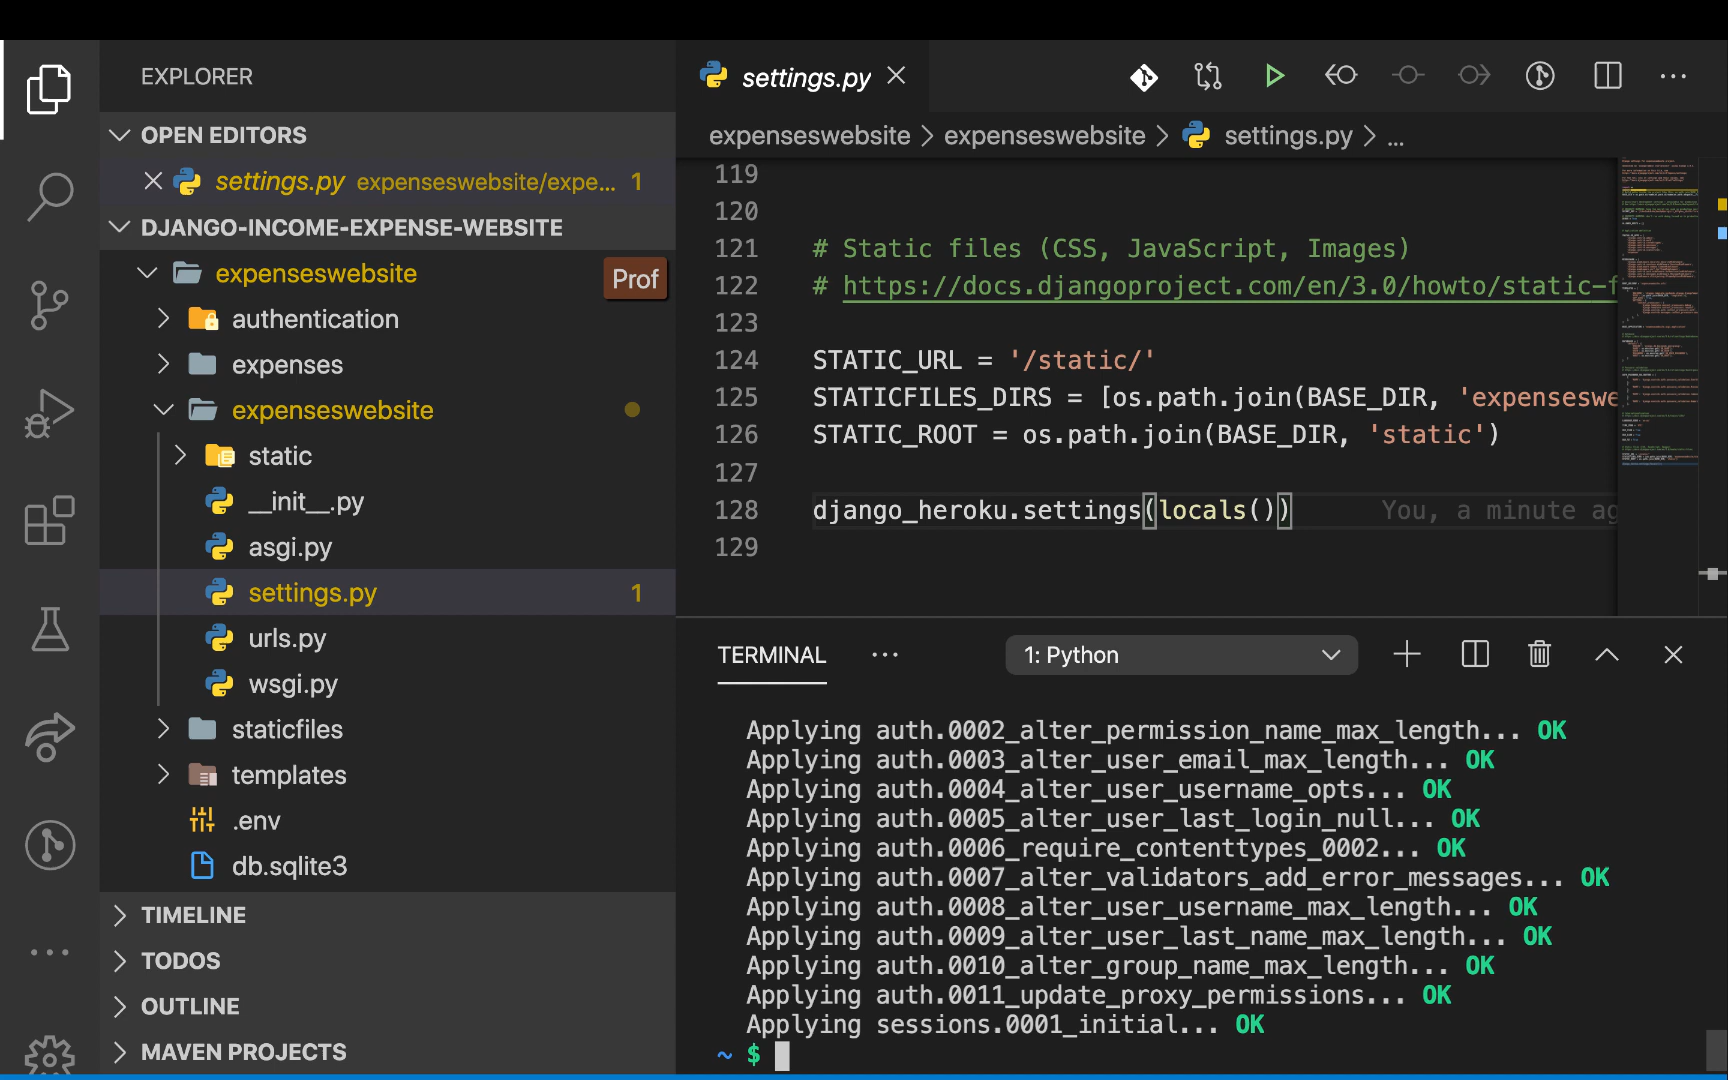 EXPLORER
OPEN EDITORS
settings.py expenseswebsite/expe... 1
DJANGO-INCOME-EXPENSE-WEBSITE
expenseswebsite
Prof
authentication
expenses
expenseswebsite
static
__init__.py
asgi.py
settings.py 1
urls.py
wsgi.py
staticfiles
templates
.env
db.sqlite3
TIMELINE
TODOS
OUTLINE
MAVEN PROJECTS
settings.py
expenseswebsite > expenseswebsite > settings.py > ...
119
120
121 # Static files (CSS, JavaScript, Images)
122 # https://docs.djangoproject.com/en/3.0/howto/static-f
123
124 STATIC_URL = '/static/'
125 STATICFILES_DIRS = [os.path.join(BASE_DIR, 'expenseswe
126 STATIC_ROOT = os.path.join(BASE_DIR, 'static')
127
128 django_heroku.settings(locals()) You, a minute ag
129
TERMINAL ... 1: Python
Applying auth.0002_alter_permission_name_max_length... OK
Applying auth.0003_alter_user_email_max_length... OK
Applying auth.0004_alter_user_username_opts... OK
Applying auth.0005_alter_user_last_login_null... OK
Applying auth.0006_require_contenttypes_0002... OK
Applying auth.0007_alter_validators_add_error_messages... OK
Applying auth.0008_alter_user_username_max_length... OK
Applying auth.0009_alter_user_last_name_max_length... OK
Applying auth.0010_alter_group_name_max_length... OK
Applying auth.0011_update_proxy_permissions... OK
Applying sessions.0001_initial... OK
~ $